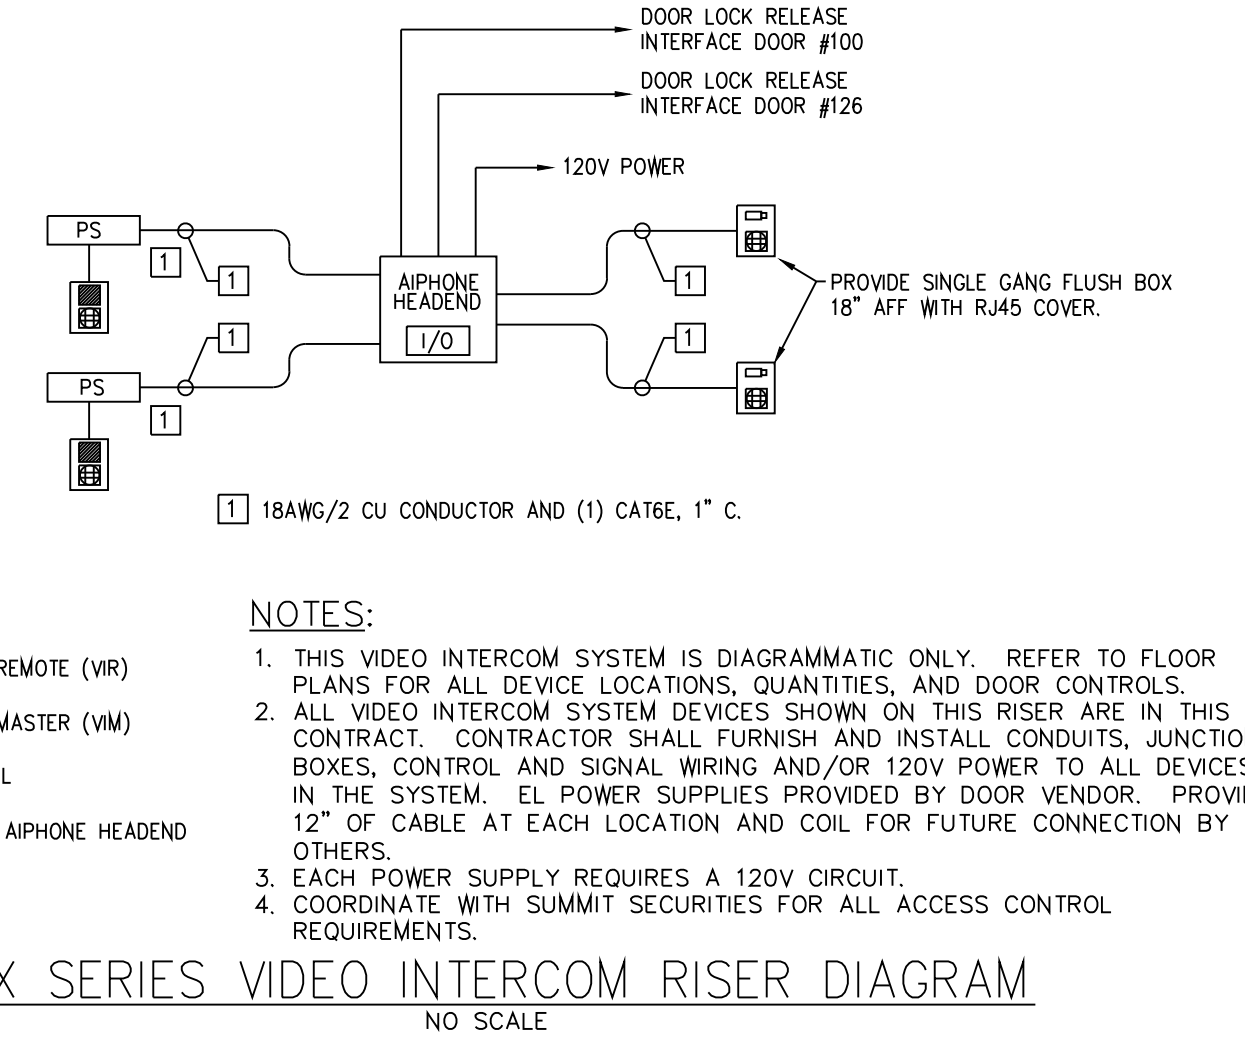 DOOR LOCK RELEASE
INTERFACE DOOR #100
DOOR LOCK RELEASE
INTERFACE DOOR #126
120V POWER
PS
1
1
AIPHONE
HEADEND
I/O
1
PROVIDE SINGLE GANG FLUSH BOX
18" AFF WITH RJ45 COVER.
1
1
PS
1
1 18AWG/2 CU CONDUCTOR AND (1) CAT6E, 1" C.
REMOTE (VIR)
MASTER (VIM)
L
AIPHONE HEADEND
NOTES:
1. THIS VIDEO INTERCOM SYSTEM IS DIAGRAMMATIC ONLY. REFER TO FLOOR
PLANS FOR ALL DEVICE LOCATIONS, QUANTITIES, AND DOOR CONTROLS.
2. ALL VIDEO INTERCOM SYSTEM DEVICES SHOWN ON THIS RISER ARE IN THIS
CONTRACT. CONTRACTOR SHALL FURNISH AND INSTALL CONDUITS, JUNCTIO
BOXES, CONTROL AND SIGNAL WIRING AND/OR 120V POWER TO ALL DEVICES
IN THE SYSTEM. EL POWER SUPPLIES PROVIDED BY DOOR VENDOR. PROVI
12" OF CABLE AT EACH LOCATION AND COIL FOR FUTURE CONNECTION BY
OTHERS.
3. EACH POWER SUPPLY REQUIRES A 120V CIRCUIT.
4. COORDINATE WITH SUMMIT SECURITIES FOR ALL ACCESS CONTROL
REQUIREMENTS.
X SERIES VIDEO INTERCOM RISER DIAGRAM
NO SCALE